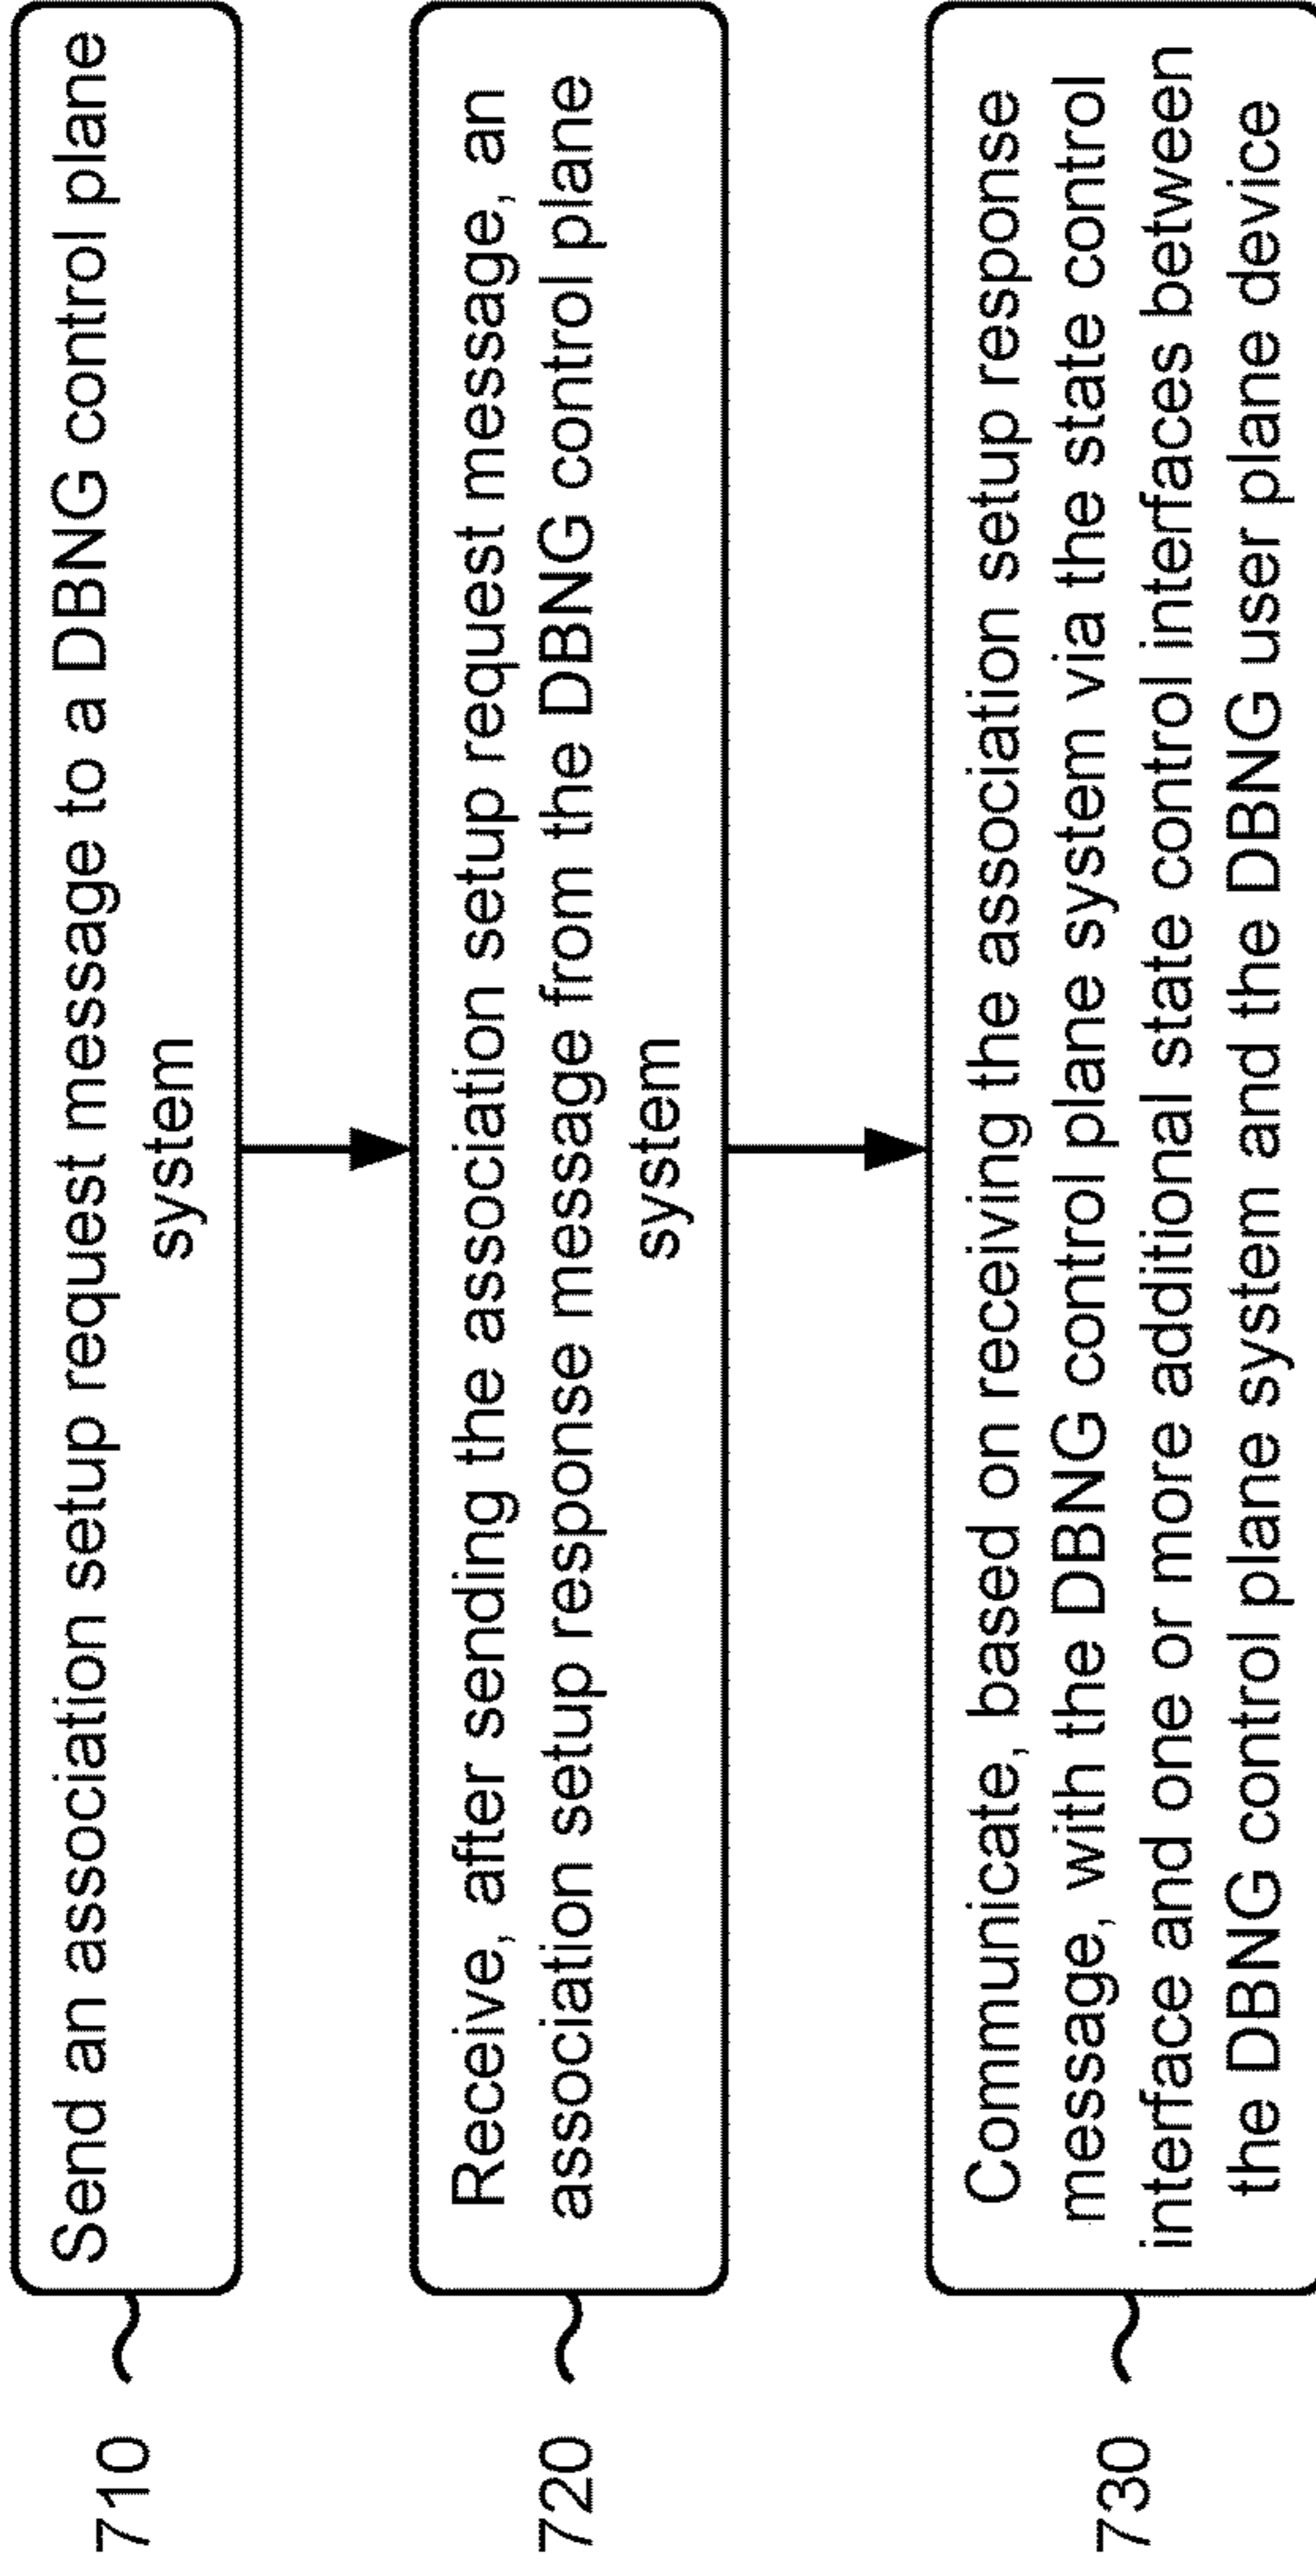 710
Send an association setup request message to a DBNG control plane
system
720
Receive, after sending the association setup request message, an
association setup response message from the DBNG control plane
system
730
Communicate, based on receiving the association setup response
message, with the DBNG control plane system via the state control
interface and one or more additional state control interfaces between
the DBNG control plane system and the DBNG user plane device